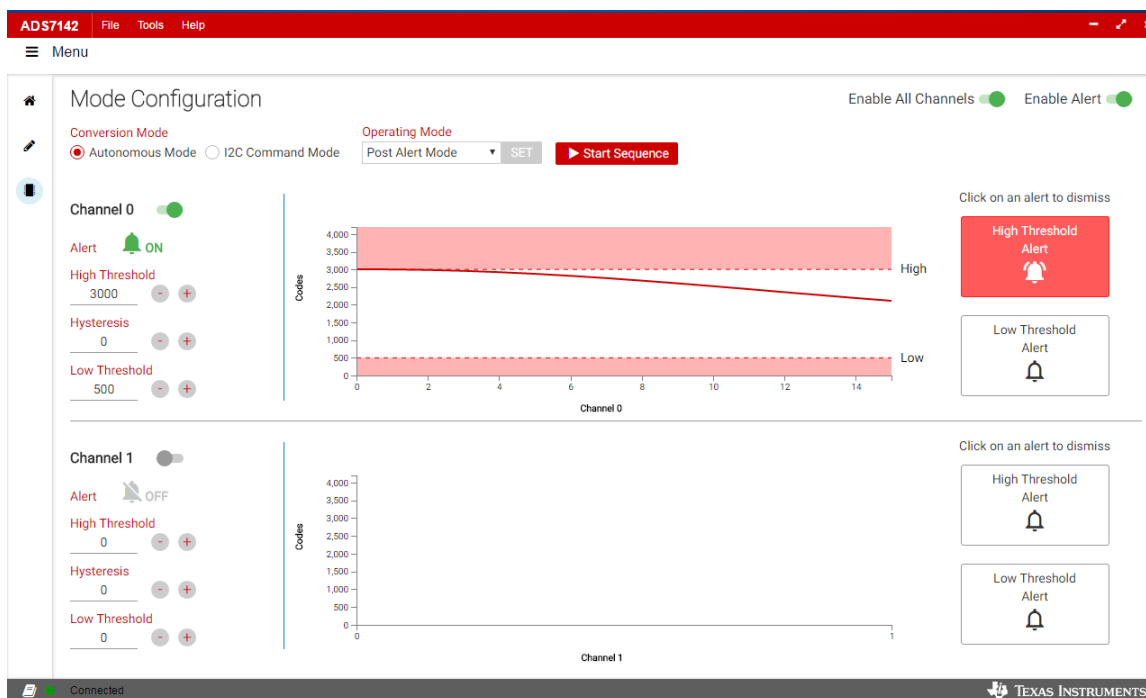 ADS7142 File Tools Help
Menu
Mode Configuration
Enable All Channels Enable Alert
Conversion Mode
Autonomous Mode I2C Command Mode
Operating Mode
Post Alert Mode SET Start Sequence
Channel 0
Alert ON
High Threshold
3000 - +
Hysteresis
0 - +
Low Threshold
500 - +
Codes
4,000
3,500
3,000
2,500
2,000
1,500
1,000
500
0
0 2 4 6 8 10 12 14
Channel 0
High
Low
Click on an alert to dismiss
High Threshold
Alert
Low Threshold
Alert
Channel 1
Alert OFF
High Threshold
0 - +
Hysteresis
0 - +
Low Threshold
0 - +
Codes
4,000
3,500
3,000
2,500
2,000
1,500
1,000
500
0
0 1
Channel 1
Click on an alert to dismiss
High Threshold
Alert
Low Threshold
Alert
Connected
TEXAS INSTRUMENTS